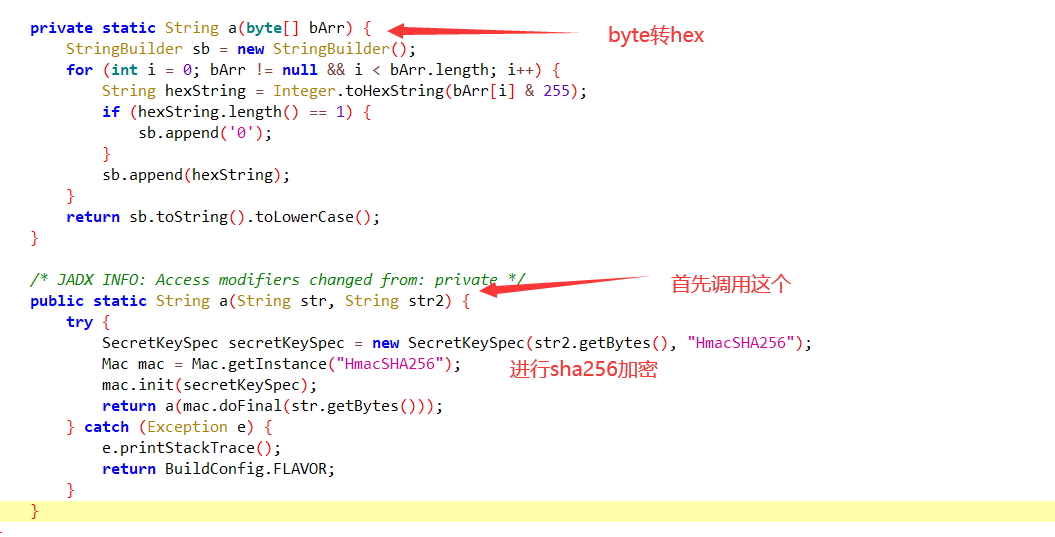 private static String a(byte[] bArr) {
byte转hex
StringBuilder sb = new StringBuilder();
for (int i = 0; bArr != null && i < bArr.length; i++) {
String hexString = Integer.toHexString(bArr[i] & 255);
if (hexString.length() == 1) {
sb.append('0');
}
sb.append(hexString);
}
return sb.toString().toLowerCase();
}
/* JADX INFO: Access modifiers changed from: private */
首先调用这个
public static String a(String str, String str2) {
try {
SecretKeySpec secretKeySpec = new SecretKeySpec(str2.getBytes(), "HmacSHA256");
Mac mac = Mac.getInstance("HmacSHA256");
进行sha256加密
mac.init(secretKeySpec);
return a(mac.doFinal(str.getBytes()));
} catch (Exception e) {
e.printStackTrace();
return BuildConfig.FLAVOR;
}
}